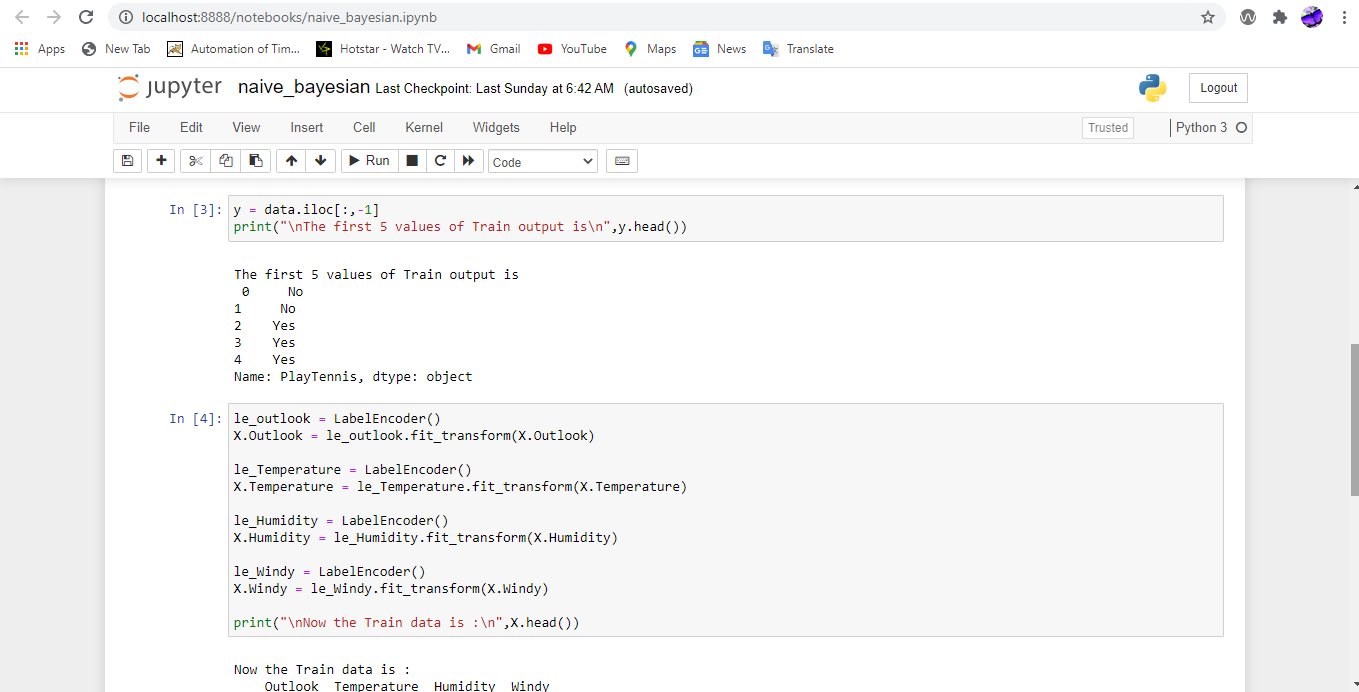 localhost:8888/notebooks/naive_bayesian.ipynb
Apps New Tab Automation of Tim... Hotstar - Watch TV... Gmail YouTube Maps News Translate
jupyter naive_bayesian Last Checkpoint: Last Sunday at 6:42 AM (autosaved) Logout
File Edit View Insert Cell Kernel Widgets Help Trusted Python 3
Run Code
In [3]: y = data.iloc[:,-1]
print("\nThe first 5 values of Train output is\n",y.head())
The first 5 values of Train output is
0 No
1 No
2 Yes
3 Yes
4 Yes
Name: PlayTennis, dtype: object
In [4]: le_outlook = LabelEncoder()
X.Outlook = le_outlook.fit_transform(X.Outlook)
le_Temperature = LabelEncoder()
X.Temperature = le_Temperature.fit_transform(X.Temperature)
le_Humidity = LabelEncoder()
X.Humidity = le_Humidity.fit_transform(X.Humidity)
le_Windy = LabelEncoder()
X.Windy = le_Windy.fit_transform(X.Windy)
print("\nNow the Train data is :\n",X.head())
Now the Train data is :
Outlook Temperature Humidity Windy